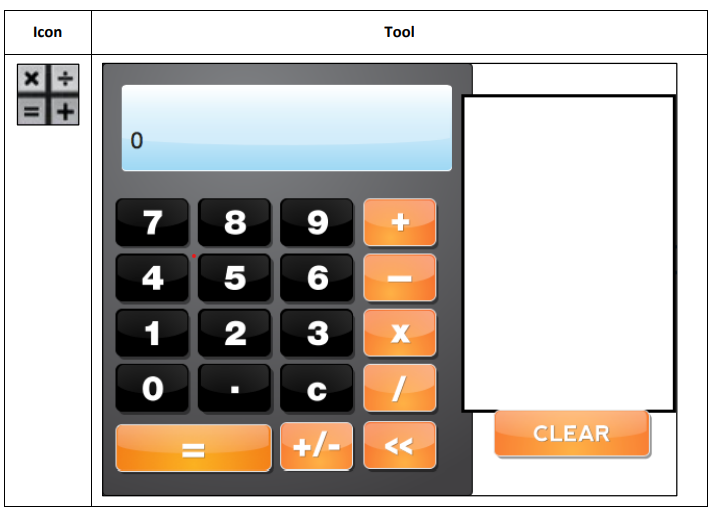 Icon Tool
× ÷
= +
0
7 8 9 +
4 5 6 −
1 2 3 x
0 . c /
= +/- <<
CLEAR